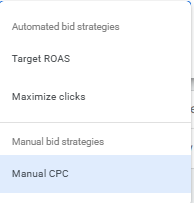 Automated bid strategies
Target ROAS
Maximize clicks
Manual bid strategies
Manual CPC